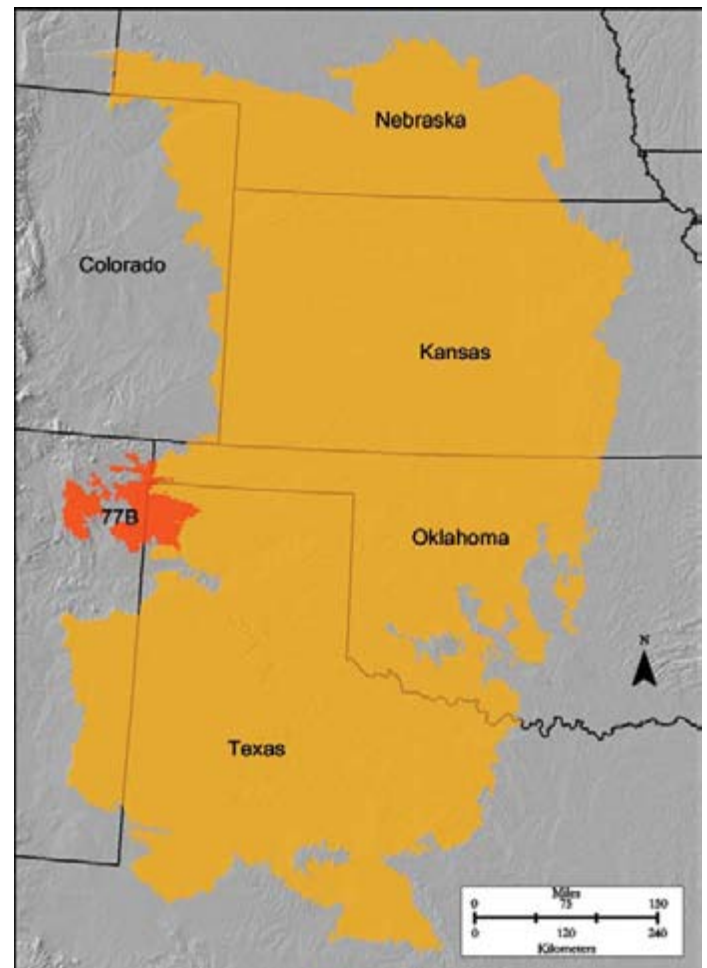 Nebraska
Colorado
Kansas
77B
Oklahoma
N
Texas
Miles
0 75 150
0 120 240
Kilometers